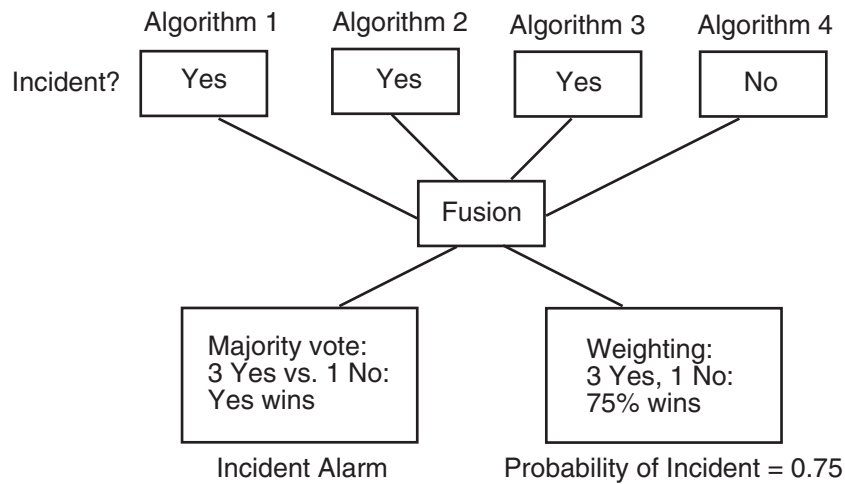 Algorithm 1
Algorithm 2
Algorithm 3
Algorithm 4
Incident?
Yes
Yes
Yes
No
Fusion
Majority vote:
3 Yes vs. 1 No:
Yes wins
Weighting:
3 Yes, 1 No:
75% wins
Incident Alarm
Probability of Incident = 0.75